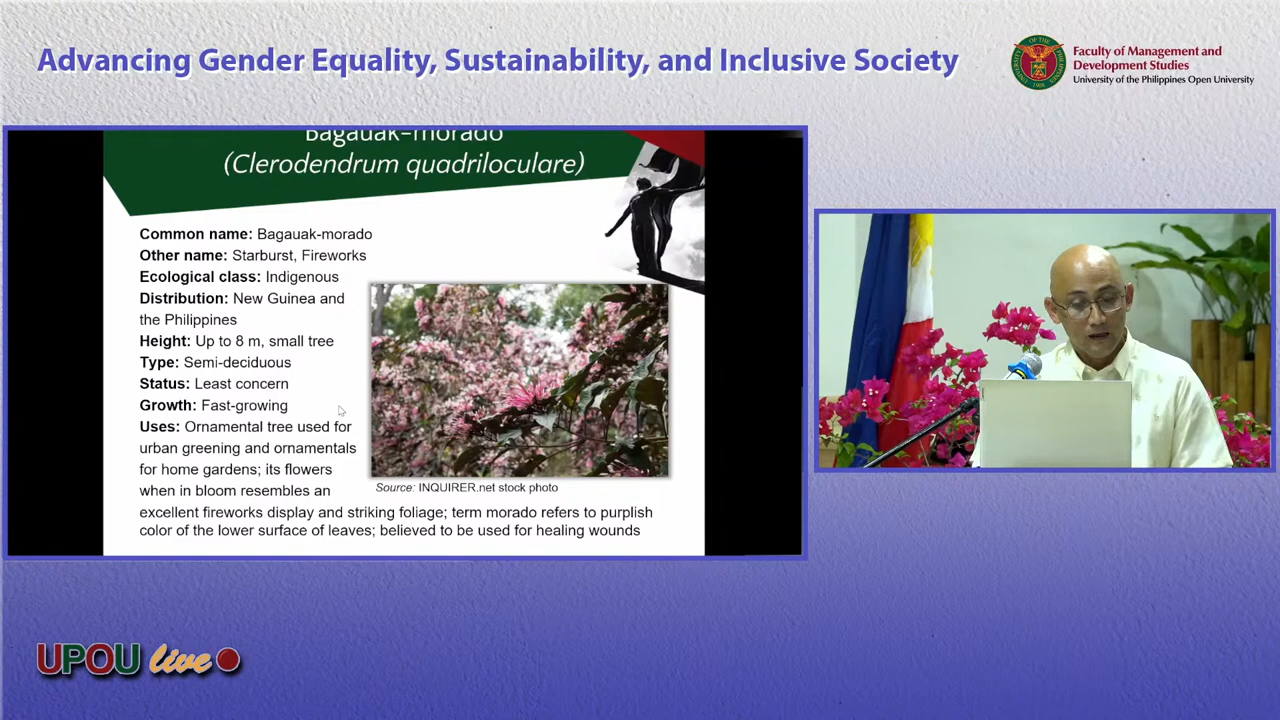 Advancing Gender Equality, Sustainability, and Inclusive Society
Faculty of Management and
Development Studies
University of the Philippines Open University
Bagauak-morado
(Clerodendrum quadriloculare)
Common name: Bagauak-morado
Other name: Starburst, Fireworks
Ecological class: Indigenous
Distribution: New Guinea and
the Philippines
Height: Up to 8 m, small tree
Type: Semi-deciduous
Status: Least concern
Growth: Fast-growing
Uses: Ornamental tree used for
urban greening and ornamentals
for home gardens; its flowers
when in bloom resembles an
excellent fireworks display and striking foliage; term morado refers to purplish
color of the lower surface of leaves; believed to be used for healing wounds
Source: INQUIRER.net stock photo
UPOU live